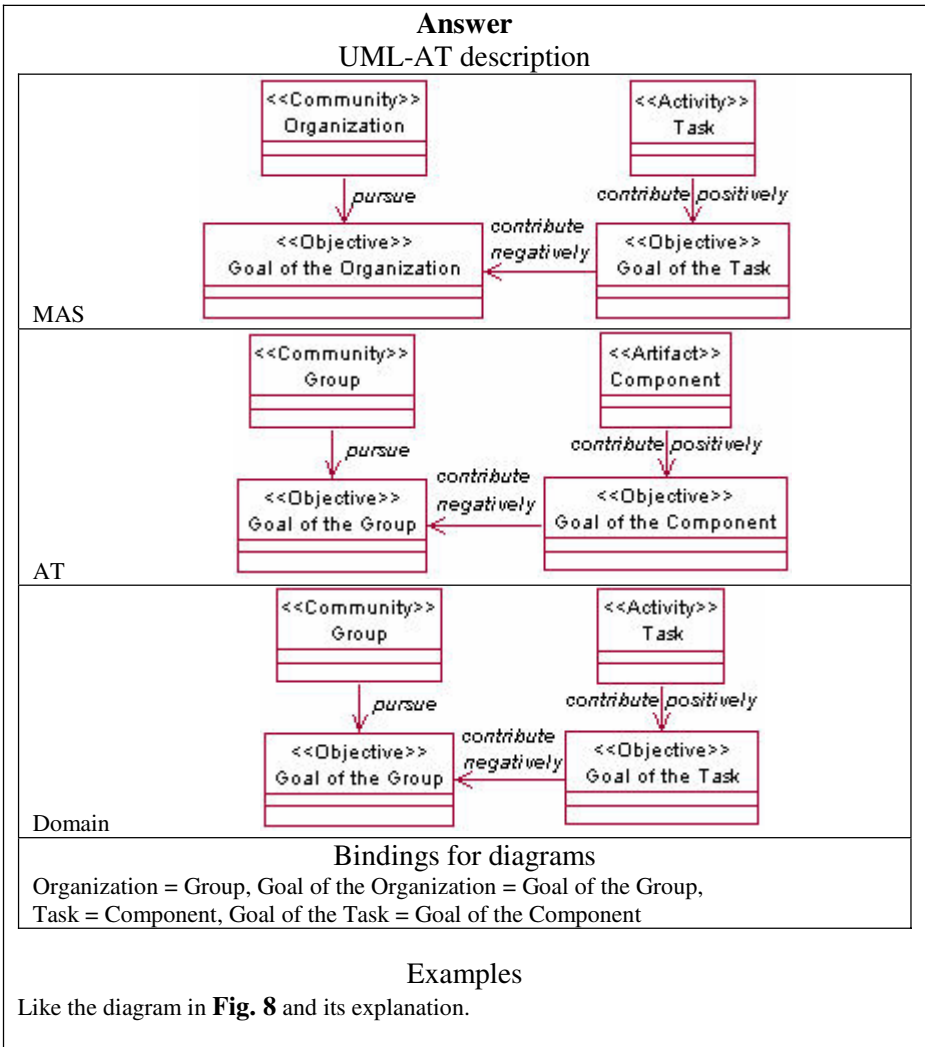 Answer
UML-AT description
<<Community>>
Organization
<<Activity>>
Task
pursue
contribute positively
<<Objective>>
Goal of the Organization
contribute
negatively
<<Objective>>
Goal of the Task
MAS
<<Community>>
Group
<<Artifact>>
Component
pursue
contribute positively
<<Objective>>
Goal of the Group
contribute
negatively
<<Objective>>
Goal of the Component
AT
<<Community>>
Group
<<Activity>>
Task
pursue
contribute positively
<<Objective>>
Goal of the Group
contribute
negatively
<<Objective>>
Goal of the Task
Domain
Bindings for diagrams
Organization = Group, Goal of the Organization = Goal of the Group,
Task = Component, Goal of the Task = Goal of the Component
Examples
Like the diagram in Fig. 8 and its explanation.